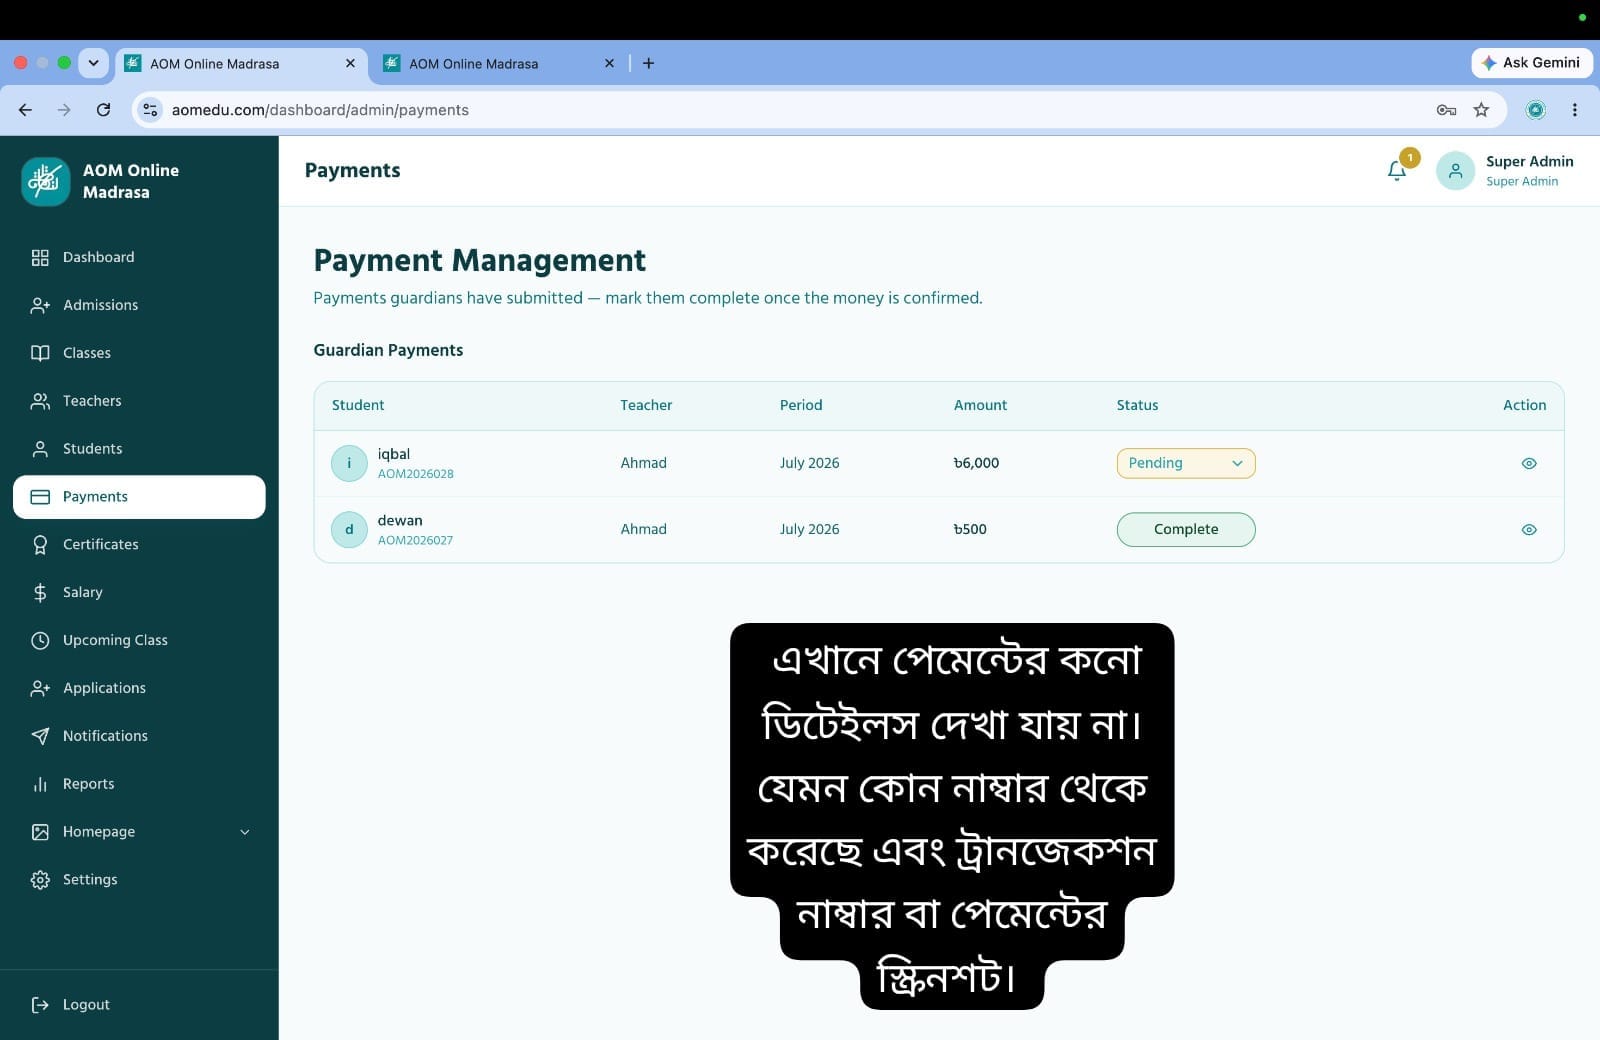 AOM Online Madrasa
AOM Online Madrasa
Ask Gemini
aomedu.com/dashboard/admin/payments
AOM Online
Madrasa
Dashboard
Admissions
Classes
Teachers
Students
Payments
Certificates
Salary
Upcoming Class
Applications
Notifications
Reports
Homepage
Settings
Logout
Payments
1
Super Admin
Super Admin
Payment Management
Payments guardians have submitted — mark them complete once the money is confirmed.
Guardian Payments
Student Teacher Period Amount Status Action
i iqbal Ahmad July 2026 ৳6,000 Pending
AOM2026028
d dewan Ahmad July 2026 ৳500 Complete
AOM2026027
এখানে পেমেন্টের কনো
ডিটেইলস দেখা যায় না।
যেমন কোন নাম্বার থেকে
করেছে এবং ট্রানজেকশন
নাম্বার বা পেমেন্টের
স্ক্রিনশট।